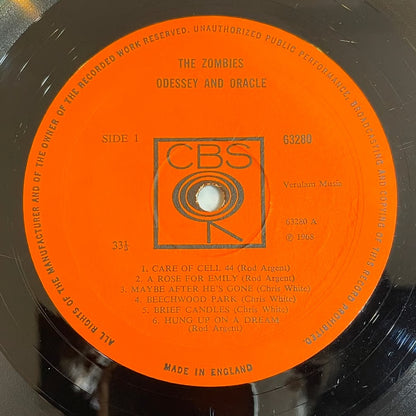 ALL RIGHTS OF THE MANUFACTURER AND OF THE OWNER OF THE RECORDED WORK RESERVED. UNAUTHORIZED PUBLIC PERFORMANCE, BROADCASTING AND COPYING OF THIS RECORD PROHIBITED.
THE ZOMBIES
ODESSEY AND ORACLE
SIDE 1
63280
CBS
Verulam Music
63280 A
33⅓
℗ 1968
1. CARE OF CELL 44 (Rod Argent)
2. A ROSE FOR EMILY (Rod Argent)
3. MAYBE AFTER HE'S GONE (Chris White)
4. BEECHWOOD PARK (Chris White)
5. BRIEF CANDLES (Chris White)
6. HUNG UP ON A DREAM
(Rod Argent)
MADE IN ENGLAND